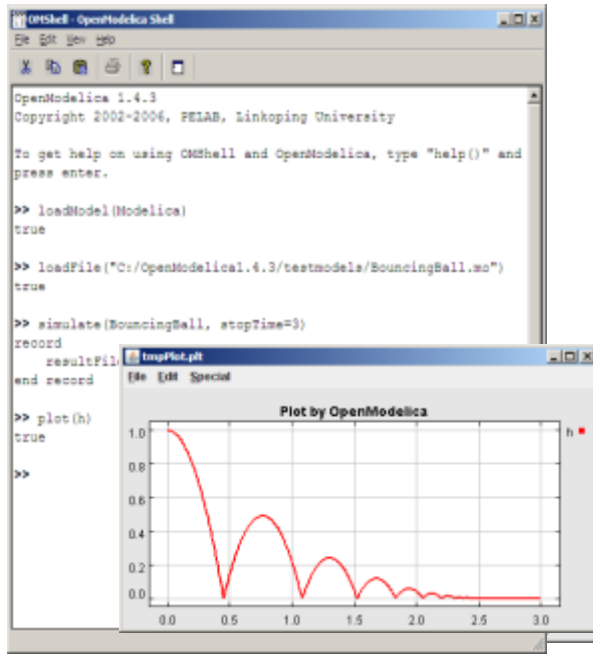 OMShell - OpenModelica Shell
File Edit View Help
OpenModelica 1.4.3
Copyright 2002-2006, PELAB, Linkoping University
To get help on using OMShell and OpenModelica, type "help()" and
press enter.
>> loadModel(Modelica)
true
>> loadFile("C:/OpenModelica1.4.3/testmodels/BouncingBall.mo")
true
>> simulate(BouncingBall, stopTime=3)
record
resultFil
end record
>> plot(h)
true
>>
tmpPlot.plt
File Edit Special
Plot by OpenModelica
h
1.0
0.8
0.6
0.4
0.2
0.0
0.0 0.5 1.0 1.5 2.0 2.5 3.0